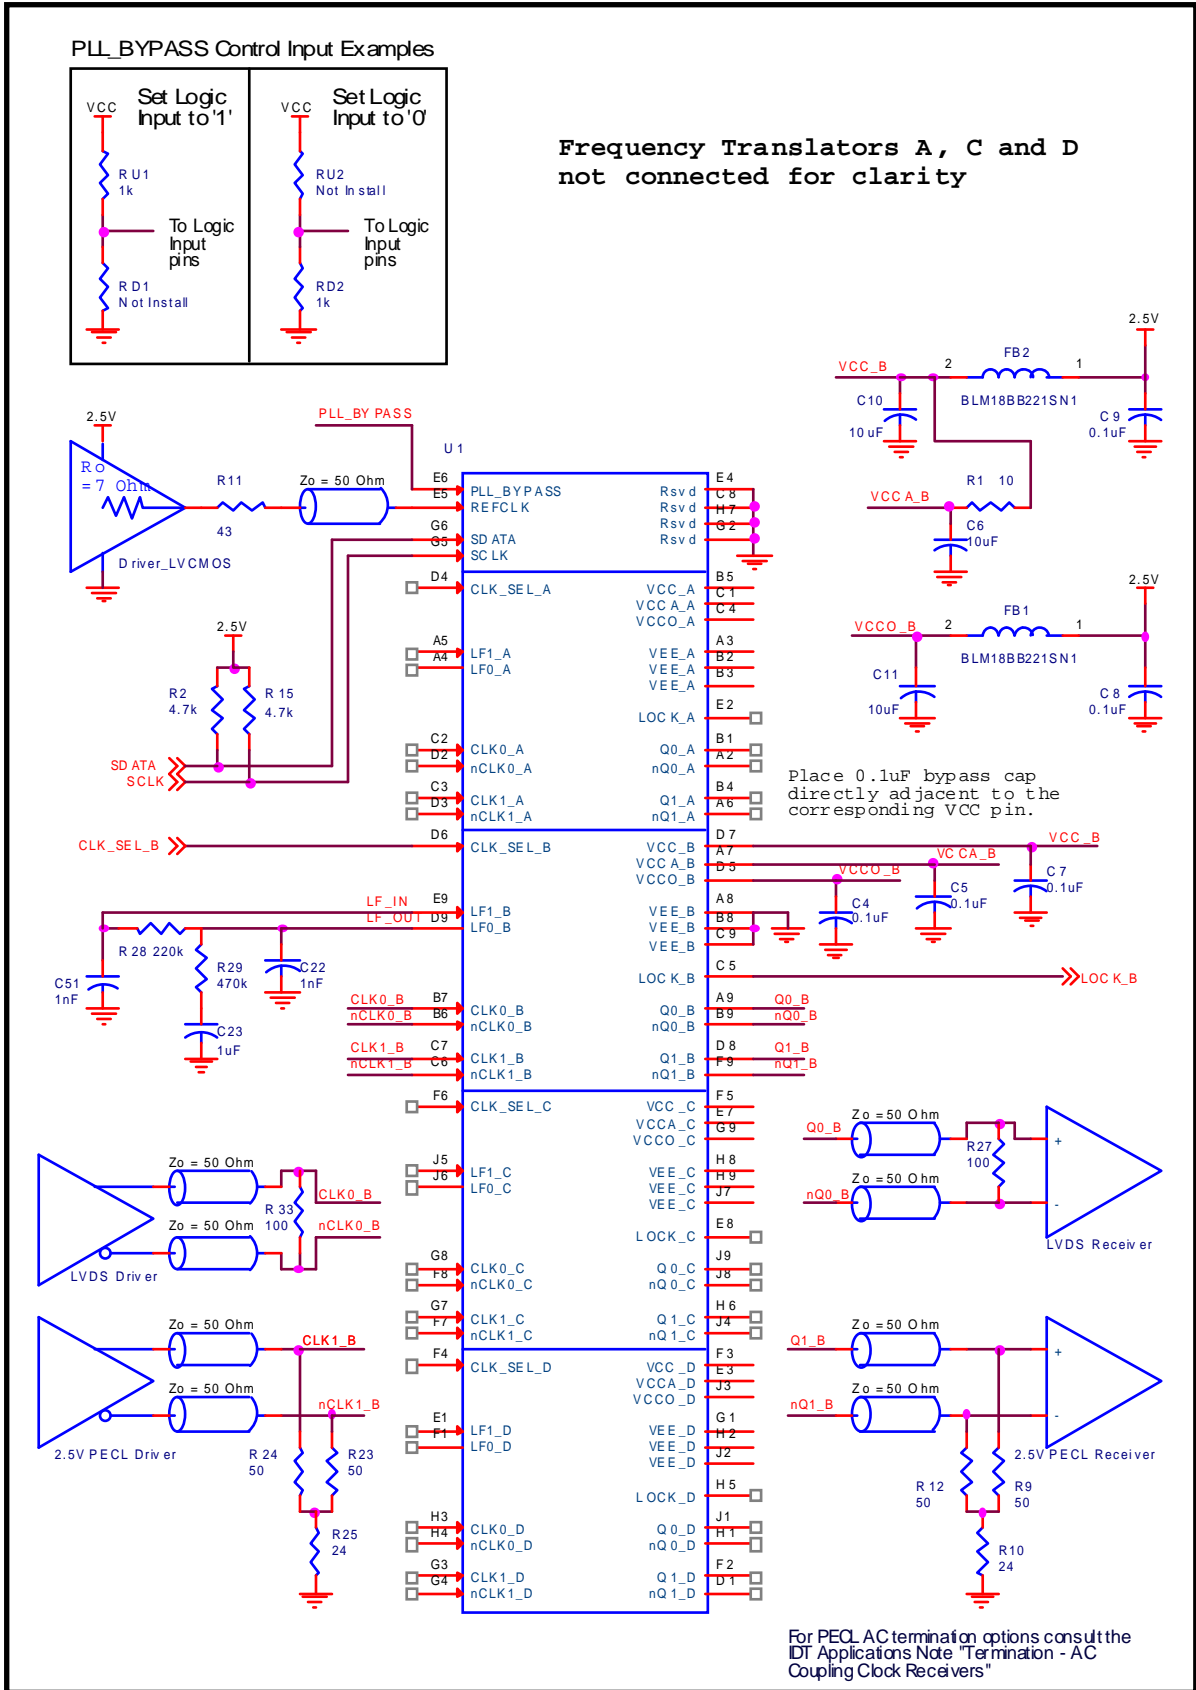 PLL_BYPASS Control Input Examples
VCC
Set Logic
Input to '1'
RU1
1k
To Logic
Input
pins
RD1
Not Install
VCC
Set Logic
Input to '0'
RU2
Not Install
To Logic
Input
pins
RD2
1k
Frequency Translators A, C and D
not connected for clarity
2.5V
FB2
VCC_B
2
1
BLM18BB221SN1
C10
10uF
C9
0.1uF
R1 10
VCCA_B
C6
10uF
2.5V
FB1
VCCO_B
2
1
BLM18BB221SN1
C11
10uF
C8
0.1uF
Place 0.1uF bypass cap
directly adjacent to the
corresponding VCC pin.
2.5V
Ro
=7 Ohm
Driver_LVCMOS
R11
43
Zo = 50 Ohm
PLL_BYPASS
U1
2.5V
R2
4.7k
R15
4.7k
SDATA
SCLK
CLK_SEL_B
LF_IN
LF_OUT
R28 220k
R29
470k
C51
1nF
C22
1nF
C23
1uF
CLK0_B
nCLK0_B
CLK1_B
nCLK1_B
E6 PLL_BYPASS
E5 REFCLK
G6 SDATA
G5 SCLK
D4 CLK_SEL_A
A5 LF1_A
A4 LF0_A
C2 CLK0_A
D2 nCLK0_A
C3 CLK1_A
D3 nCLK1_A
D6 CLK_SEL_B
E9 LF1_B
D9 LF0_B
B7 CLK0_B
B6 nCLK0_B
C7 CLK1_B
C6 nCLK1_B
F6 CLK_SEL_C
J5 LF1_C
J6 LF0_C
G8 CLK0_C
F8 nCLK0_C
G7 CLK1_C
F7 nCLK1_C
F4 CLK_SEL_D
E1 LF1_D
F1 LF0_D
H3 CLK0_D
H4 nCLK0_D
G3 CLK1_D
G4 nCLK1_D
Rsvd E4
Rsvd C8
Rsvd H7
Rsvd G2
VCC_A B5
VCCA_A C1
VCCO_A C4
VEE_A A3
VEE_A B2
VEE_A B3
LOCK_A E2
Q0_A B1
nQ0_A A2
Q1_A B4
nQ1_A A6
VCC_B D7
VCCA_B A7
VCCO_B D5
VEE_B A8
VEE_B B8
VEE_B C9
LOCK_B C5
Q0_B A9
nQ0_B B9
Q1_B D8
nQ1_B F9
VCC_C F5
VCCA_C E7
VCCO_C G9
VEE_C H8
VEE_C H9
VEE_C J7
LOCK_C E8
Q0_C J9
nQ0_C J8
Q1_C H6
nQ1_C J4
VCC_D F3
VCCA_D E3
VCCO_D J3
VEE_D G1
VEE_D H2
VEE_D J2
LOCK_D H5
Q0_D J1
nQ0_D H1
Q1_D F2
nQ1_D D1
VCC_B
VCCA_B
VCCO_B
C7
0.1uF
C5
0.1uF
C4
0.1uF
LOCK_B
Q0_B
nQ0_B
Q1_B
nQ1_B
Zo = 50 Ohm
Zo = 50 Ohm
R33
100
CLK0_B
nCLK0_B
LVDS Driver
Zo = 50 Ohm
Zo = 50 Ohm
CLK1_B
nCLK1_B
2.5V PECL Driver
R24
50
R23
50
R25
24
Zo = 50 Ohm
Q0_B
R27
100
+
Zo = 50 Ohm
nQ0_B
-
LVDS Receiver
Zo = 50 Ohm
Q1_B
+
Zo = 50 Ohm
nQ1_B
-
2.5V PECL Receiver
R12
50
R9
50
R10
24
For PECL AC termination options consult the
IDT Applications Note "Termination - AC
Coupling Clock Receivers"